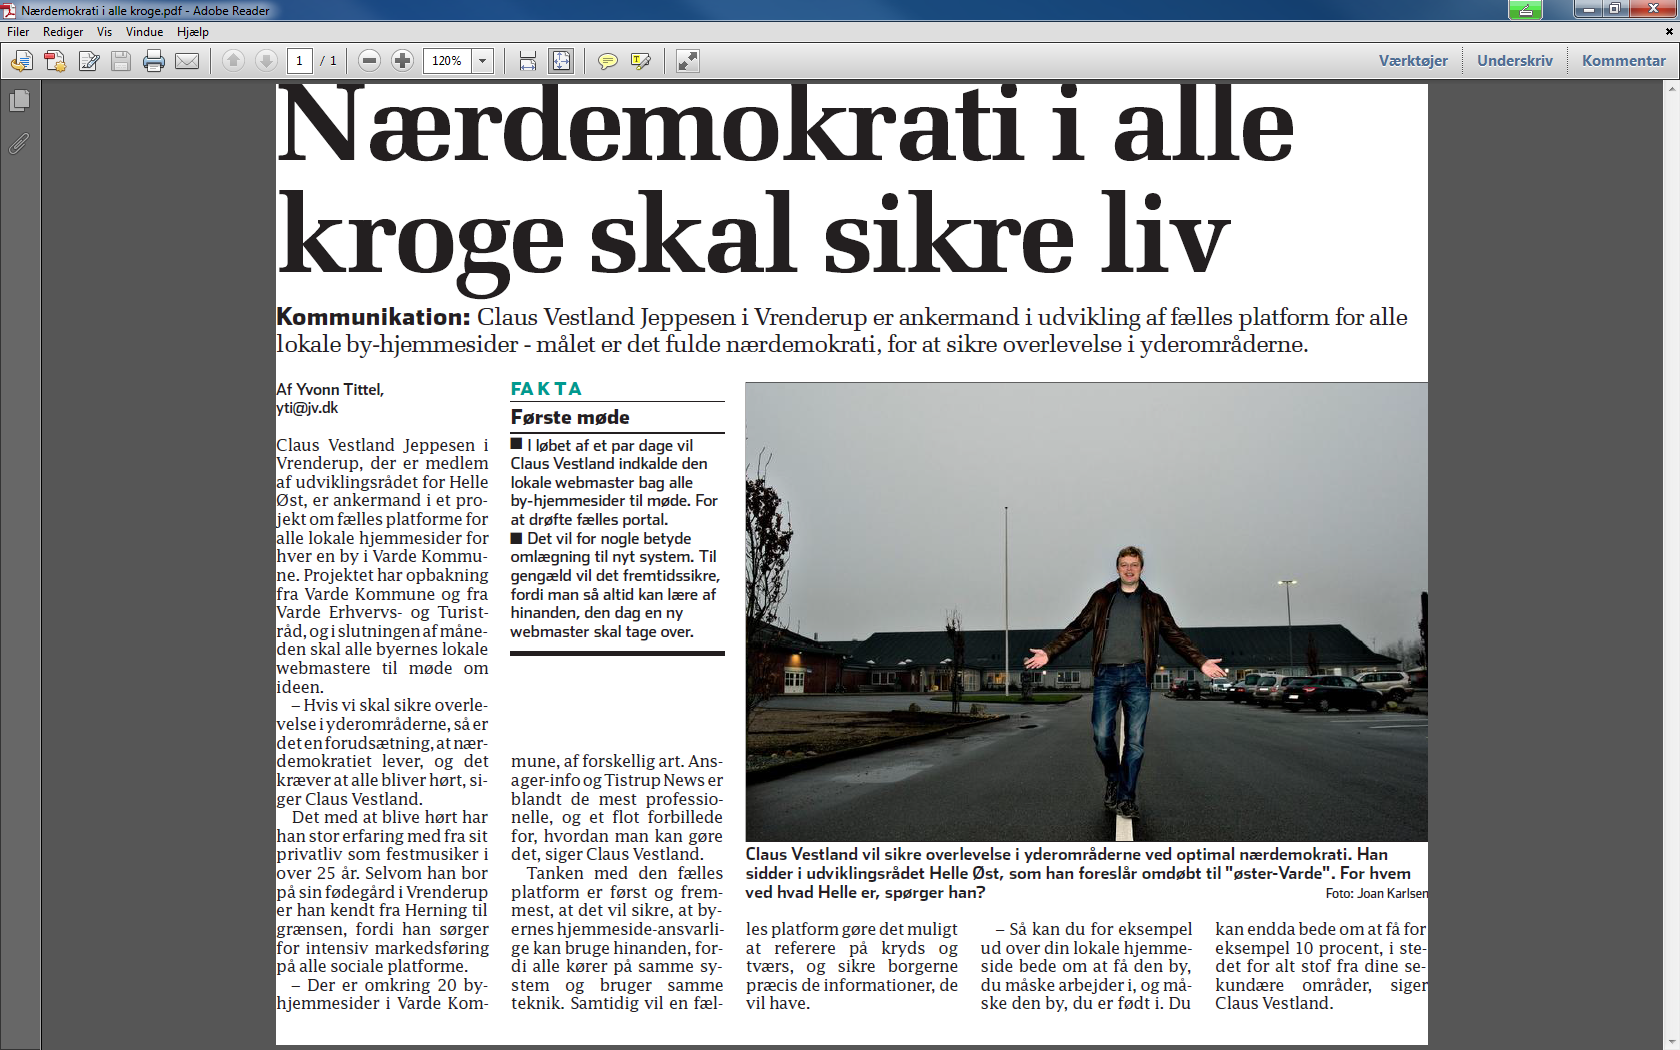 Nærdemokrati i alle kroge.pdf - Adobe Reader
Filer Rediger Vis Vindue Hjælp
1 / 1 120% Værktøjer Underskriv Kommentar
Nærdemokrati i alle
kroge skal sikre liv
Kommunikation: Claus Vestland Jeppesen i Vrenderup er ankermand i udvikling af fælles platform for alle
lokale by-hjemmesider - målet er det fulde nærdemokrati, for at sikre overlevelse i yderområderne.
Af Yvonn Tittel,
yti@jv.dk
Claus Vestland Jeppesen i
Vrenderup, der er medlem
af udviklingsrådet for Helle
Øst, er ankermand i et pro-
jekt om fælles platforme for
alle lokale hjemmesider for
hver en by i Varde Kommu-
ne. Projektet har opbakning
fra Varde Kommune og fra
Varde Erhvervs- og Turist-
råd, og i slutningen af måne-
den skal alle byernes lokale
webmastere til møde om
ideen.
– Hvis vi skal sikre overle-
velse i yderområderne, så er
det en forudsætning, at nær-
demokratiet lever, og det
kræver at alle bliver hørt, si-
ger Claus Vestland.
Det med at blive hørt har
han stor erfaring med fra sit
privatliv som festmusiker i
over 25 år. Selvom han bor
på sin fødegård i Vrenderup
er han kendt fra Herning til
grænsen, fordi han sørger
for intensiv markedsføring
på alle sociale platforme.
– Der er omkring 20 by-
hjemmesider i Varde Kom-
FAKTA
Første møde
■ I løbet af et par dage vil
Claus Vestland indkalde den
lokale webmaster bag alle
by-hjemmesider til møde. For
at drøfte fælles portal.
■ Det vil for nogle betyde
omlægning til nyt system. Til
gengæld vil det fremtidssikre,
fordi man så altid kan lære af
hinanden, den dag en ny
webmaster skal tage over.
mune, af forskellig art. Ans-
ager-info og Tistrup News er
blandt de mest professio-
nelle, og et flot forbillede
for, hvordan man kan gøre
det, siger Claus Vestland.
Tanken med den fælles
platform er først og frem-
mest, at det vil sikre, at by-
ernes hjemmeside-ansvarli-
ge kan bruge hinanden, for-
di alle kører på samme sy-
stem og bruger samme
teknik. Samtidig vil en fæl-
Claus Vestland vil sikre overlevelse i yderområderne ved optimal nærdemokrati. Han
sidder i udviklingsrådet Helle Øst, som han foreslår omdøbt til "øster-Varde". For hvem
ved hvad Helle er, spørger han?
Foto: Joan Karlsen
les platform gøre det muligt
at referere på kryds og
tværs, og sikre borgerne
præcis de informationer, de
vil have.
– Så kan du for eksempel
ud over din lokale hjemme-
side bede om at få den by,
du måske arbejder i, og må-
ske den by, du er født i. Du
kan endda bede om at få for
eksempel 10 procent, i ste-
det for alt stof fra dine se-
kundære områder, siger
Claus Vestland.